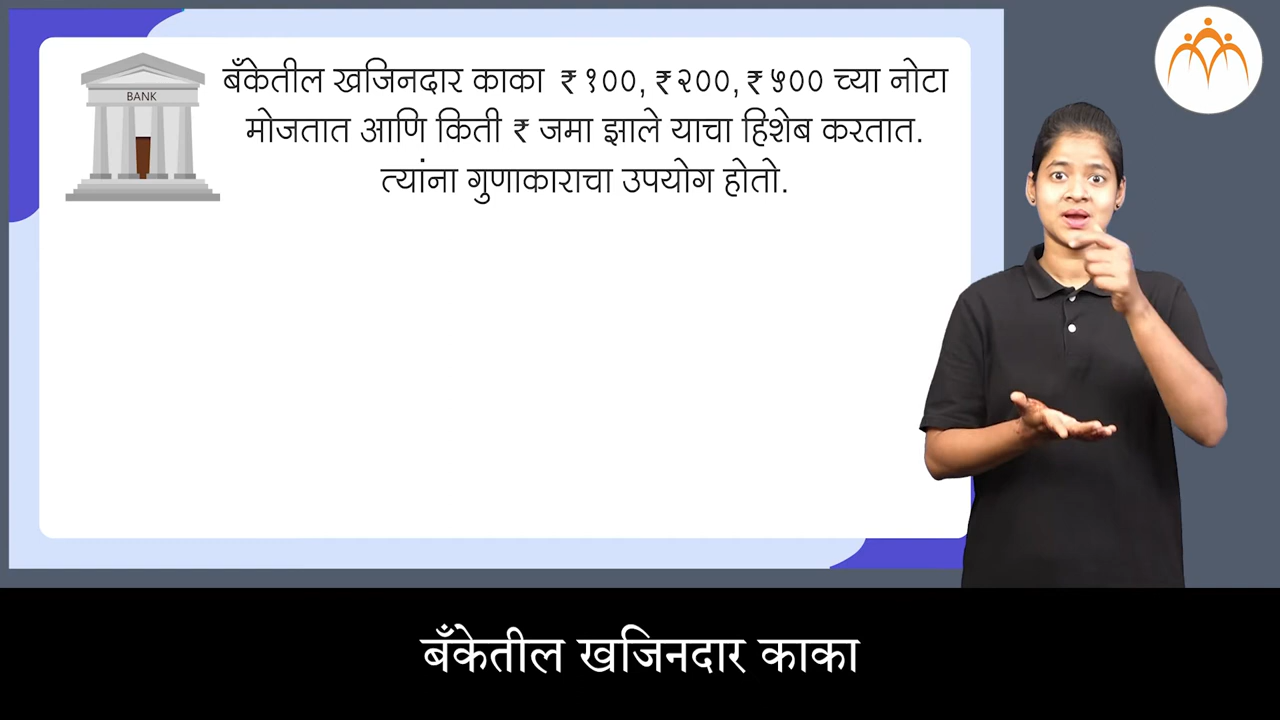 BANK
बँकेतील खजिनदार काका ₹ १००, ₹ २००, ₹ ५०० च्या नोटा
मोजतात आणि किती ₹ जमा झाले याचा हिशेब करतात.
त्यांना गुणाकाराचा उपयोग होतो.
बँकेतील खजिनदार काका